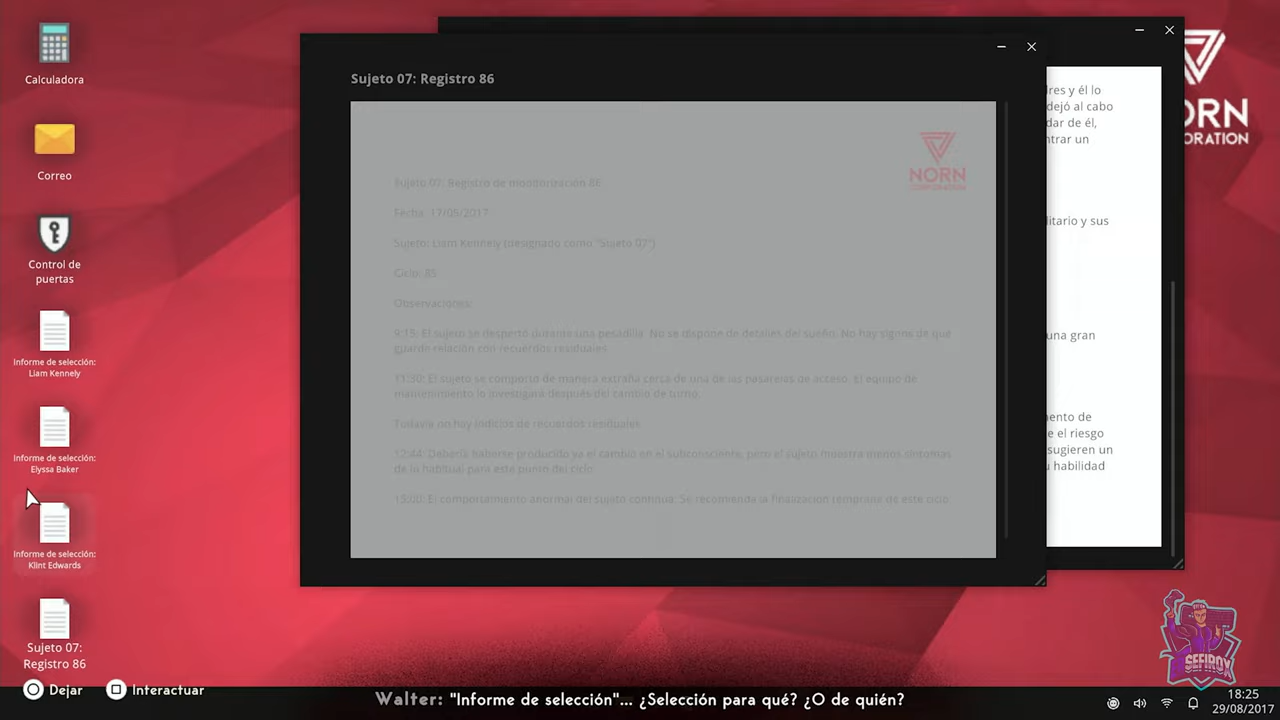 Calculadora
Correo
Control de
puertas
Informe de selección:
Liam Kennely
Informe de selección:
Elyssa Baker
Informe de selección:
Klint Edwards
Sujeto 07:
Registro 86
Sujeto 07: Registro 86
NORN
CORPORATION
Sujeto 07: Registro de monitorización 86
Fecha: 17/05/2017
Sujeto: Liam Kennely (designado como "Sujeto 07")
Ciclo: 85
Observaciones:
9:15: El sujeto se despertó durante una pesadilla. No se dispone de detalles del sueño. No hay signos de que
guarde relación con recuerdos residuales.
11:30: El sujeto se comportó de manera extraña cerca de una de las pasarelas de acceso. El equipo de
mantenimiento lo investigará después del cambio de turno.
Todavía no hay indicios de recuerdos residuales.
12:44: Debería haberse producido ya el cambio en el subconsciente, pero el sujeto muestra menos síntomas
de lo habitual para este punto del ciclo.
15:00: El comportamiento anormal del sujeto continúa. Se recomienda la finalización temprana de este ciclo.
dres y él lo
dejó al cabo
dar de él,
ntrar un
litario y sus
una gran
ento de
e el riesgo
sugieren un
habilidad
ORN
ORATION
SEFIROX
Dejar
Interactuar
Walter: "Informe de selección"... ¿Selección para qué? ¿O de quién?
18:25
29/08/2017